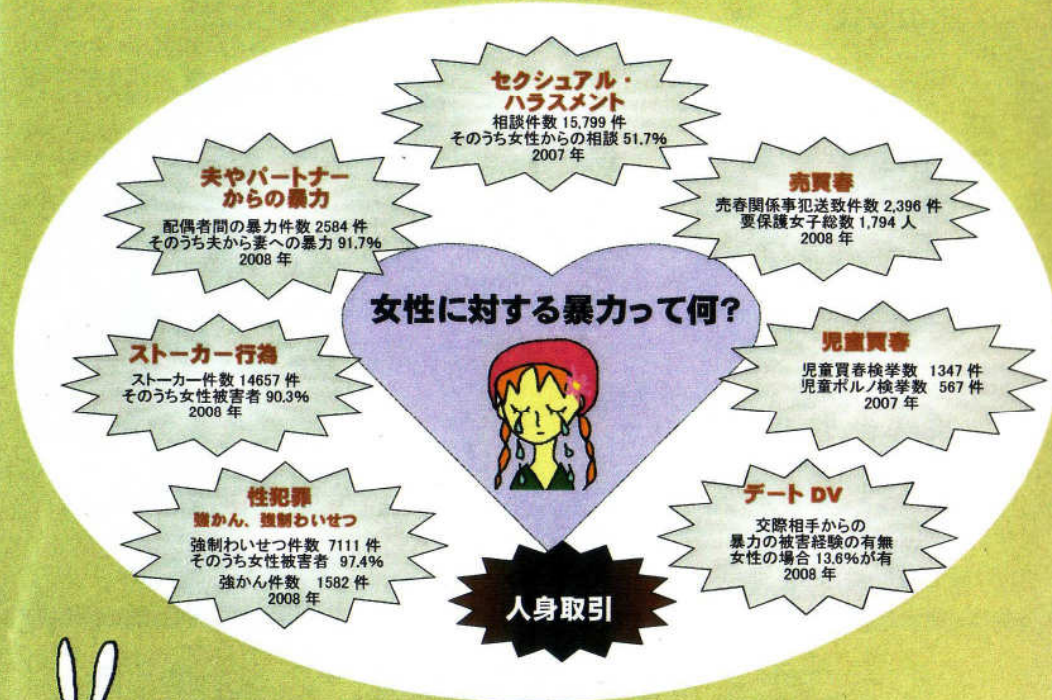 セクシュアル・
ハラスメント
相談件数 15,799 件
そのうち女性からの相談 51.7%
2007 年
夫やパートナー
からの暴力
配偶者間の暴力件数 2584 件
そのうち夫から妻への暴力 91.7%
2008 年
売買春
売春関係事犯送致件数 2,396 件
要保護女子総数 1,794 人
2008 年
女性に対する暴力って何?
ストーカー行為
ストーカー件数 14657 件
そのうち女性被害者 90.3%
2008 年
児童買春
児童買春検挙数 1347 件
児童ポルノ検挙数 567 件
2007 年
性犯罪
強かん、強制わいせつ
強制わいせつ件数 7111 件
そのうち女性被害者 97.4%
強かん件数 1582 件
2008 年
デート DV
交際相手からの
暴力の被害経験の有無
女性の場合 13.6%が有
2008 年
人身取引